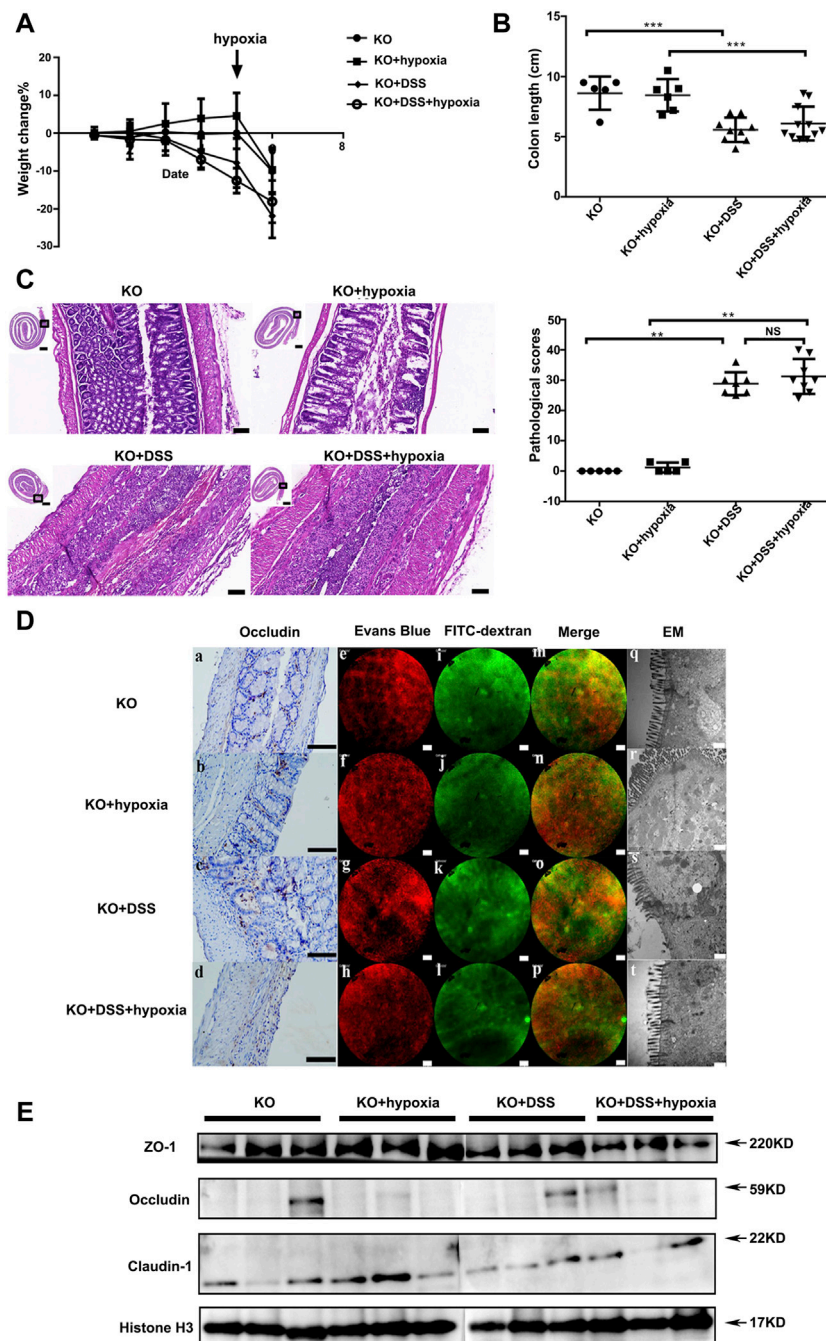 A
hypoxia
KO
KO+hypoxia
KO+DSS
KO+DSS+hypoxia
Weight change%
30
20
10
0
-10
-20
-30
Date
8
B
Colon length (cm)
15
10
5
0
***
***
KO
KO+hypoxia
KO+DSS
KO+DSS+hypoxia
C
KO
KO+hypoxia
KO+DSS
KO+DSS+hypoxia
Pathological scores
50
40
30
20
10
0
-10
**
**
NS
KO
KO+hypoxia
KO+DSS
KO+DSS+hypoxia
D
Occludin Evans Blue FITC-dextran Merge EM
KO
a e i m q
KO+hypoxia
b f j n r
KO+DSS
c g k o s
KO+DSS+hypoxia
d h l p t
E
KO KO+hypoxia KO+DSS KO+DSS+hypoxia
ZO-1 220KD
Occludin 59KD
Claudin-1 22KD
Histone H3 17KD